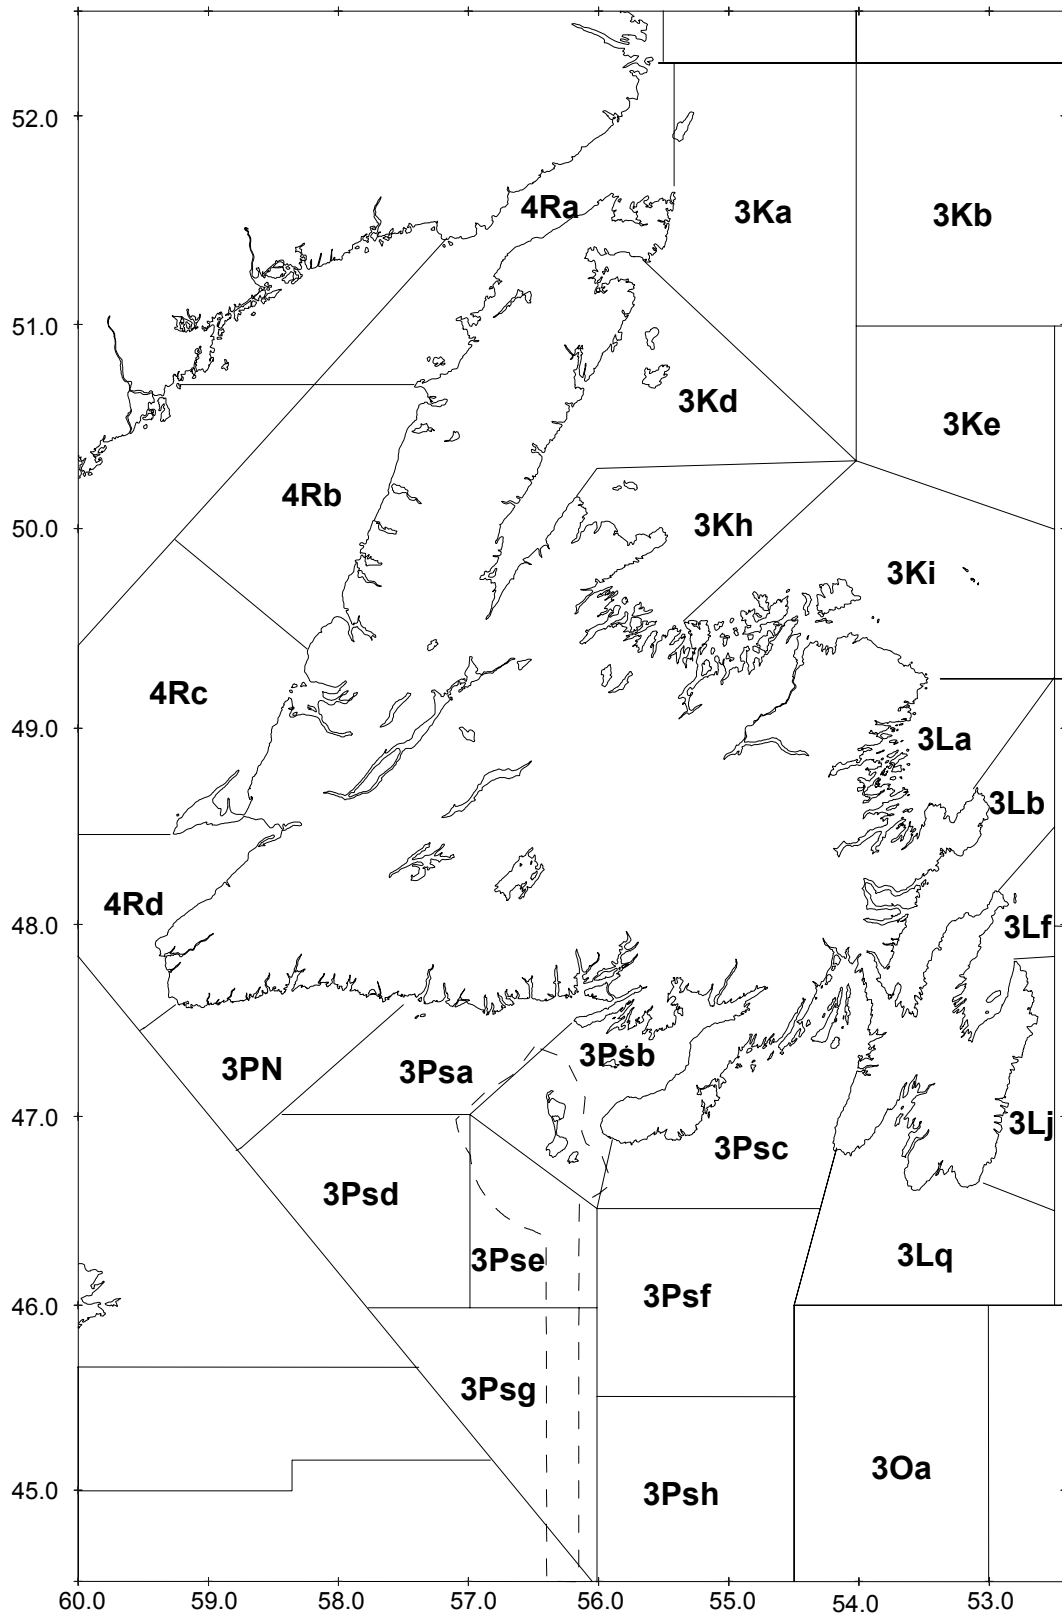 52.0
4Ra
3Ka
3Kb
51.0
3Kd
3Ke
4Rb
50.0
3Kh
3Ki
4Rc
49.0
3La
3Lb
4Rd
48.0
3Lf
3PN
3Psa
3Psb
47.0
3Lj
3Psc
3Psd
3Pse
3Lq
46.0
3Psf
3Psg
3Oa
45.0
3Psh
60.0 59.0 58.0 57.0 56.0 55.0 54.0 53.0